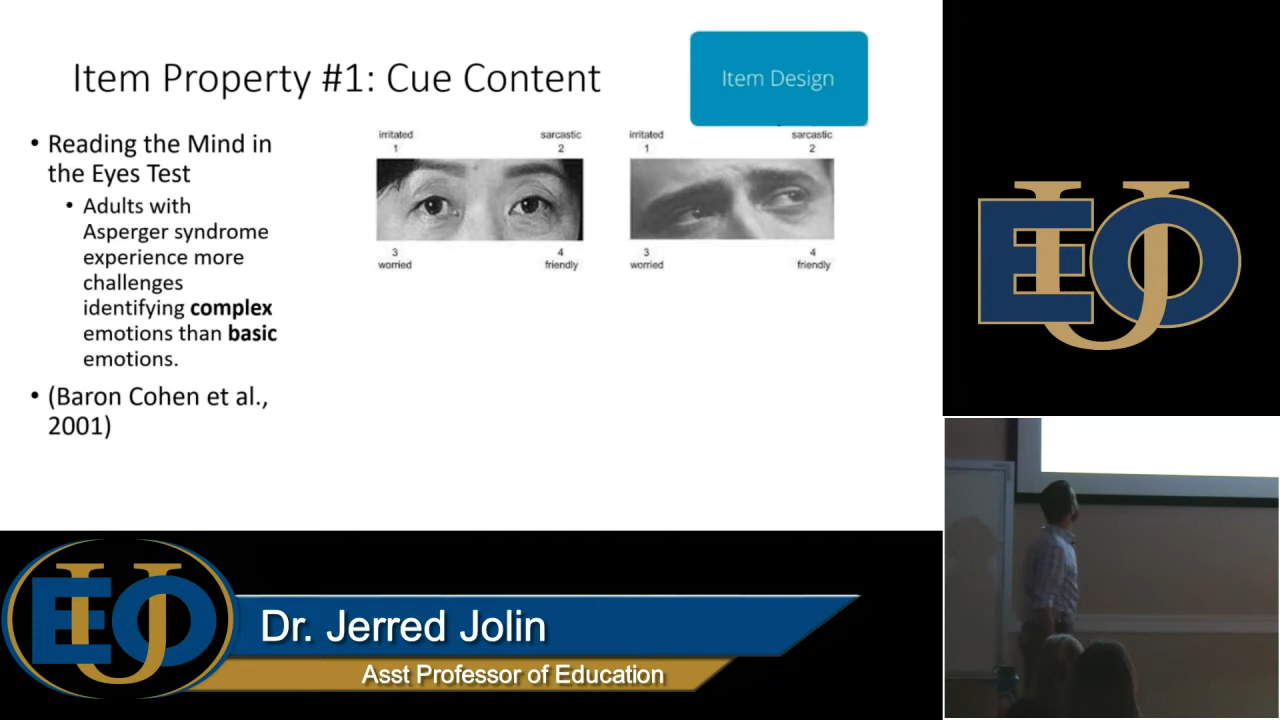 Item Property #1: Cue Content
Item Design
• Reading the Mind in
the Eyes Test
• Adults with
Asperger syndrome
experience more
challenges
identifying complex
emotions than basic
emotions.
• (Baron Cohen et al.,
2001)
irritated sarcastic
1 2
3 4
worried friendly
irritated sarcastic
1 2
3 4
worried friendly
EOU
EOU
Dr. Jerred Jolin
Asst Professor of Education